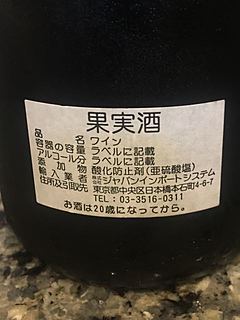 果実酒
品名 ワイン
容器の容量 ラベルに記載
アルコール分 ラベルに記載
添加物 酸化防止剤(亜硫酸塩)
輸入業者 株式会社 ジャパンインポートシステム
住所及引取先 東京都中央区日本橋本石町4-6-7
TEL:03-3516-0311
お酒は20歳になってから。